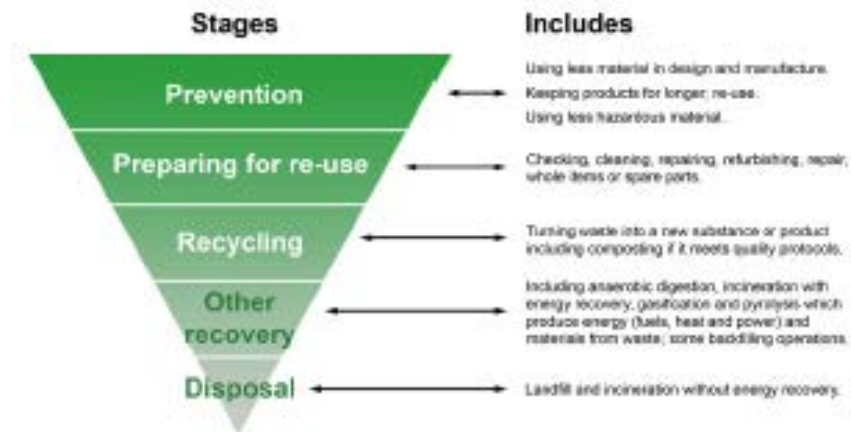 Stages
Includes
Prevention
Using less material in design and manufacture.
Keeping products for longer; re-use.
Using less hazardous material.
Preparing for re-use
Checking, cleaning, repairing, refurbishing, repair,
whole items or spare parts.
Recycling
Turning waste into a new substance or product
including composting if it meets quality protocols.
Other
recovery
Including anaerobic digestion, incineration with
energy recovery, gasification and pyrolysis which
produce energy (fuels, heat and power) and
materials from waste; some backfilling operations.
Disposal
Landfill and incineration without energy recovery.